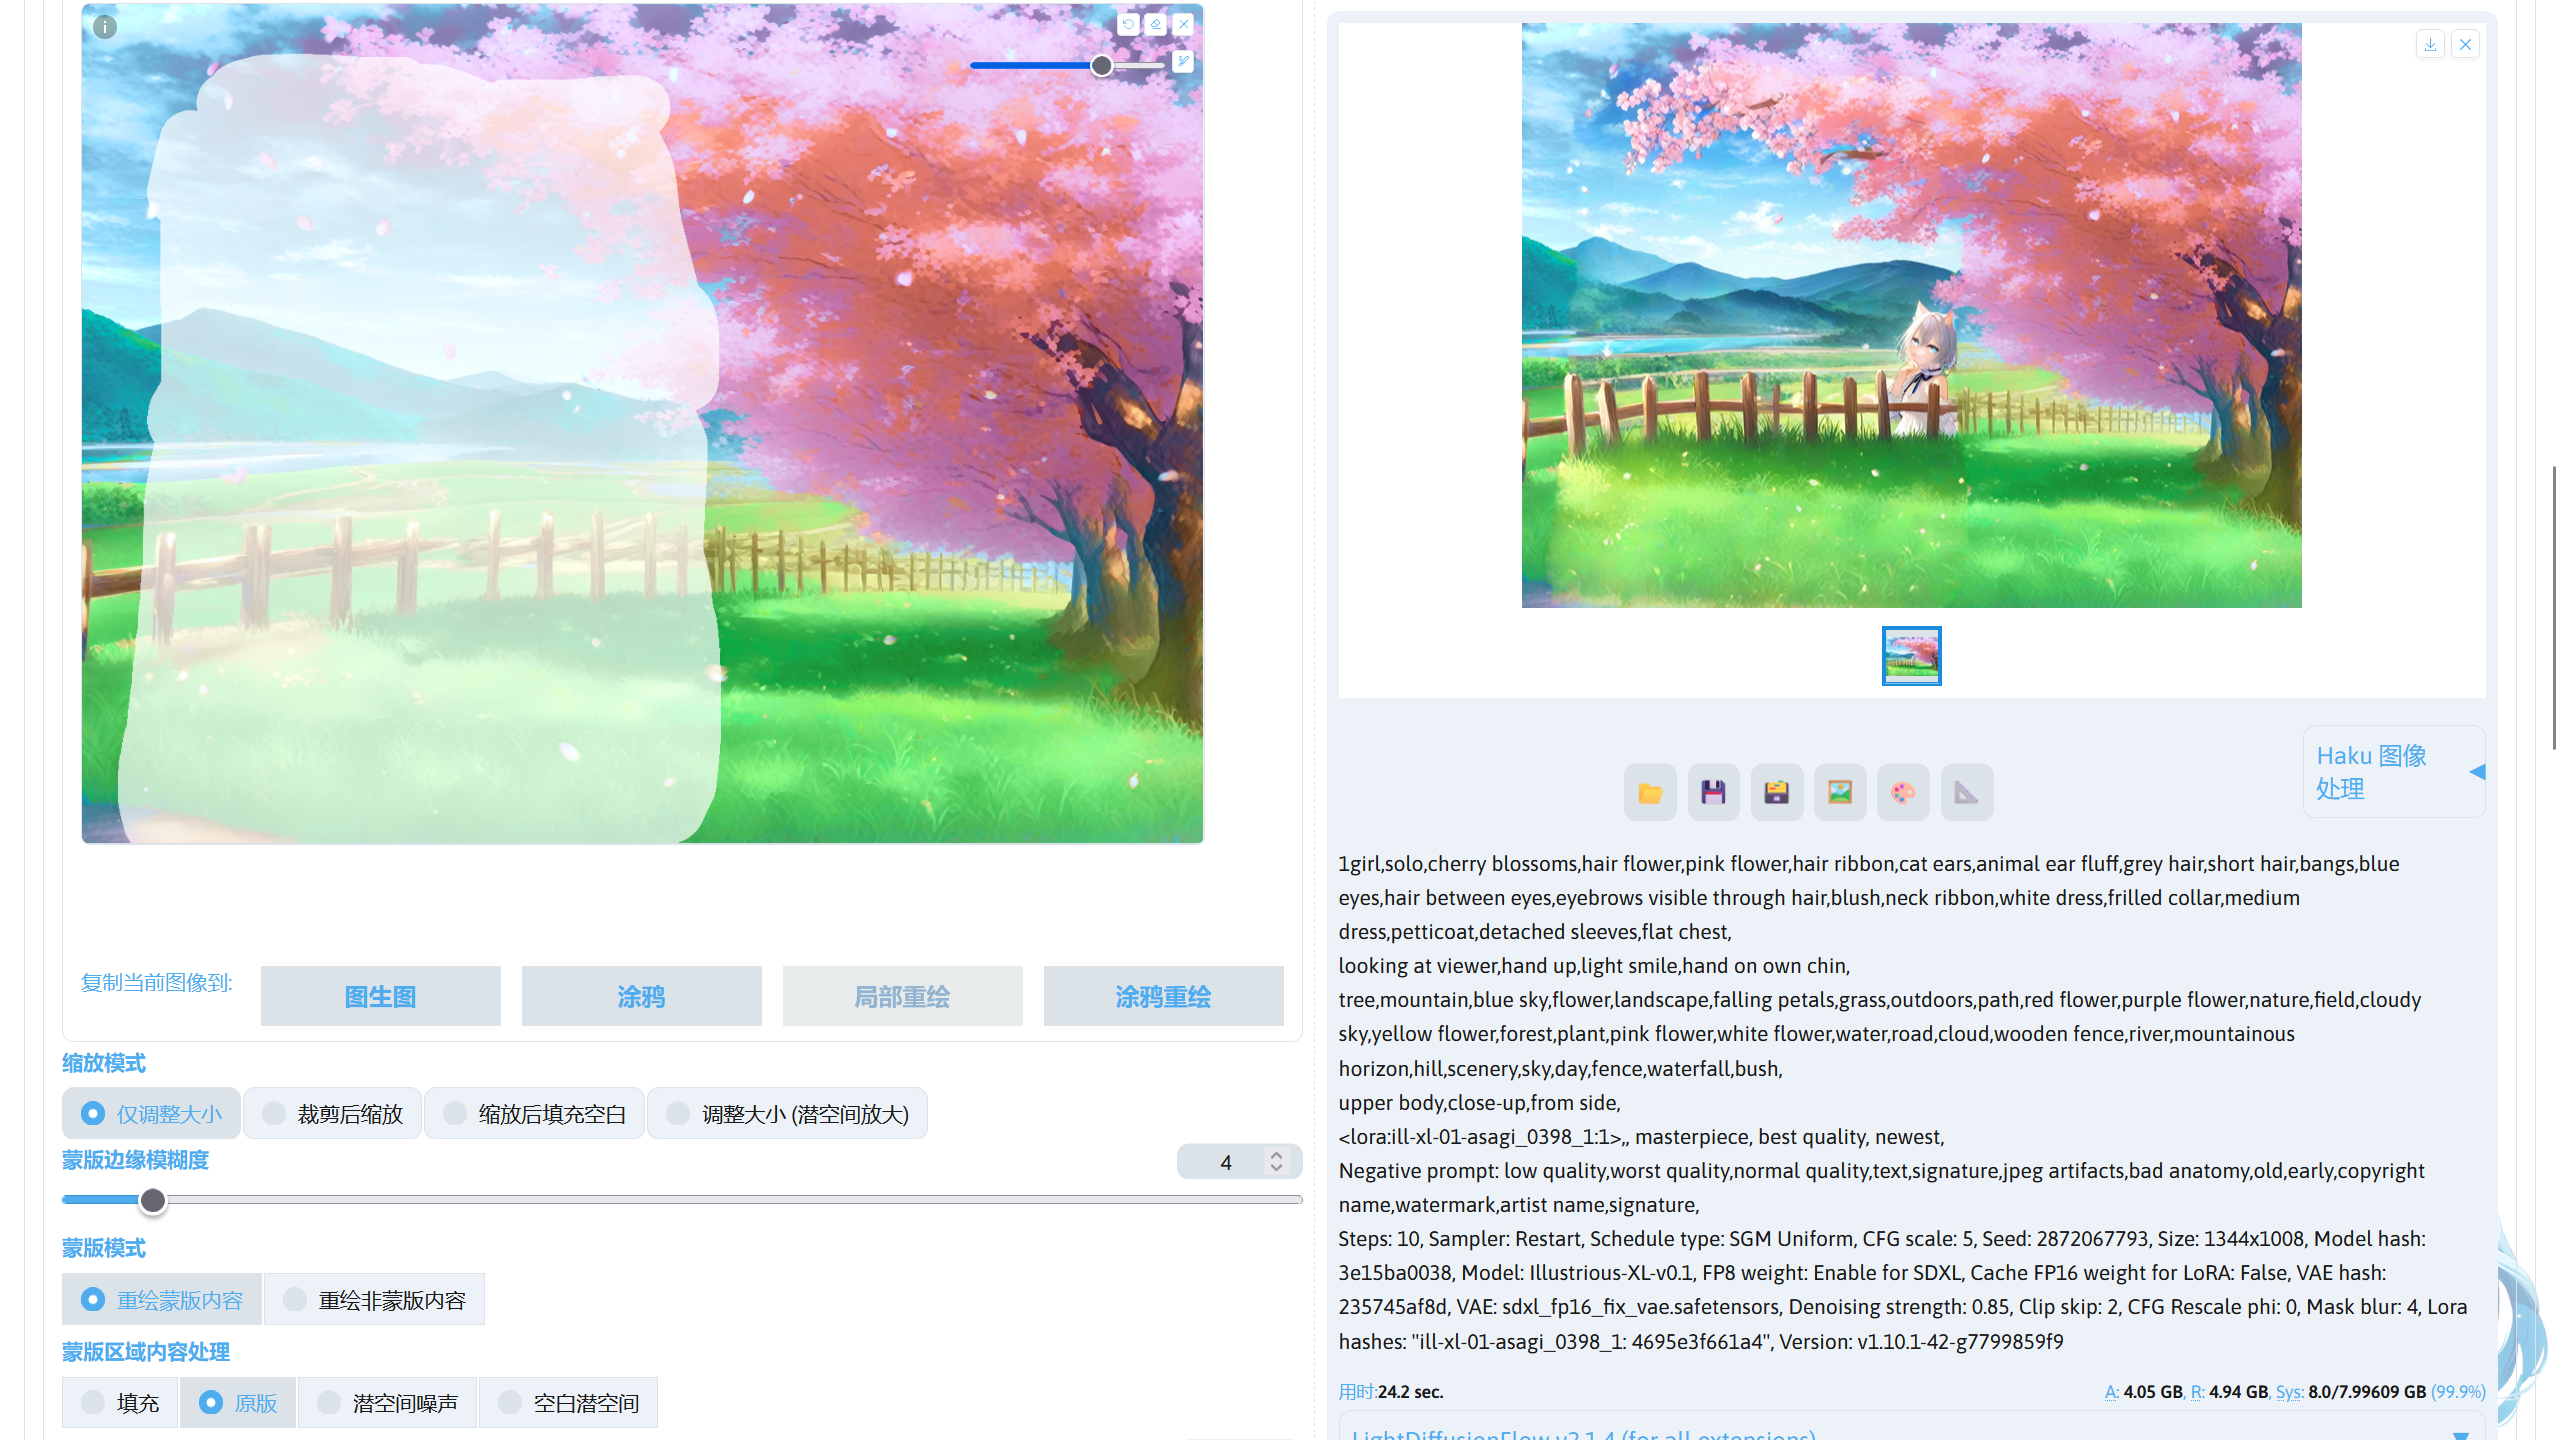 复制当前图像到:
图生图
涂鸦
局部重绘
涂鸦重绘
缩放模式
仅调整大小
裁剪后缩放
缩放后填充空白
调整大小 (潜空间放大)
蒙版边缘模糊度
4
蒙版模式
重绘蒙版内容
重绘非蒙版内容
蒙版区域内容处理
填充
原版
潜空间噪声
空白潜空间
Haku 图像
处理
1girl,solo,cherry blossoms,hair flower,pink flower,hair ribbon,cat ears,animal ear fluff,grey hair,short hair,bangs,blue
eyes,hair between eyes,eyebrows visible through hair,blush,neck ribbon,white dress,frilled collar,medium
dress,petticoat,detached sleeves,flat chest,
looking at viewer,hand up,light smile,hand on own chin,
tree,mountain,blue sky,flower,landscape,falling petals,grass,outdoors,path,red flower,purple flower,nature,field,cloudy
sky,yellow flower,forest,plant,pink flower,white flower,water,road,cloud,wooden fence,river,mountainous
horizon,hill,scenery,sky,day,fence,waterfall,bush,
upper body,close-up,from side,
<lora:ill-xl-01-asagi_0398_1:1>,, masterpiece, best quality, newest,
Negative prompt: low quality,worst quality,normal quality,text,signature,jpeg artifacts,bad anatomy,old,early,copyright
name,watermark,artist name,signature,
Steps: 10, Sampler: Restart, Schedule type: SGM Uniform, CFG scale: 5, Seed: 2872067793, Size: 1344x1008, Model hash:
3e15ba0038, Model: Illustrious-XL-v0.1, FP8 weight: Enable for SDXL, Cache FP16 weight for LoRA: False, VAE hash:
235745af8d, VAE: sdxl_fp16_fix_vae.safetensors, Denoising strength: 0.85, Clip skip: 2, CFG Rescale phi: 0, Mask blur: 4, Lora
hashes: "ill-xl-01-asagi_0398_1: 4695e3f661a4", Version: v1.10.1-42-g7799859f9
用时:24.2 sec.
A: 4.05 GB, R: 4.94 GB, Sys: 8.0/7.99609 GB (99.9%)
LightDiffusionFlow v2.1.4 (for all extensions)